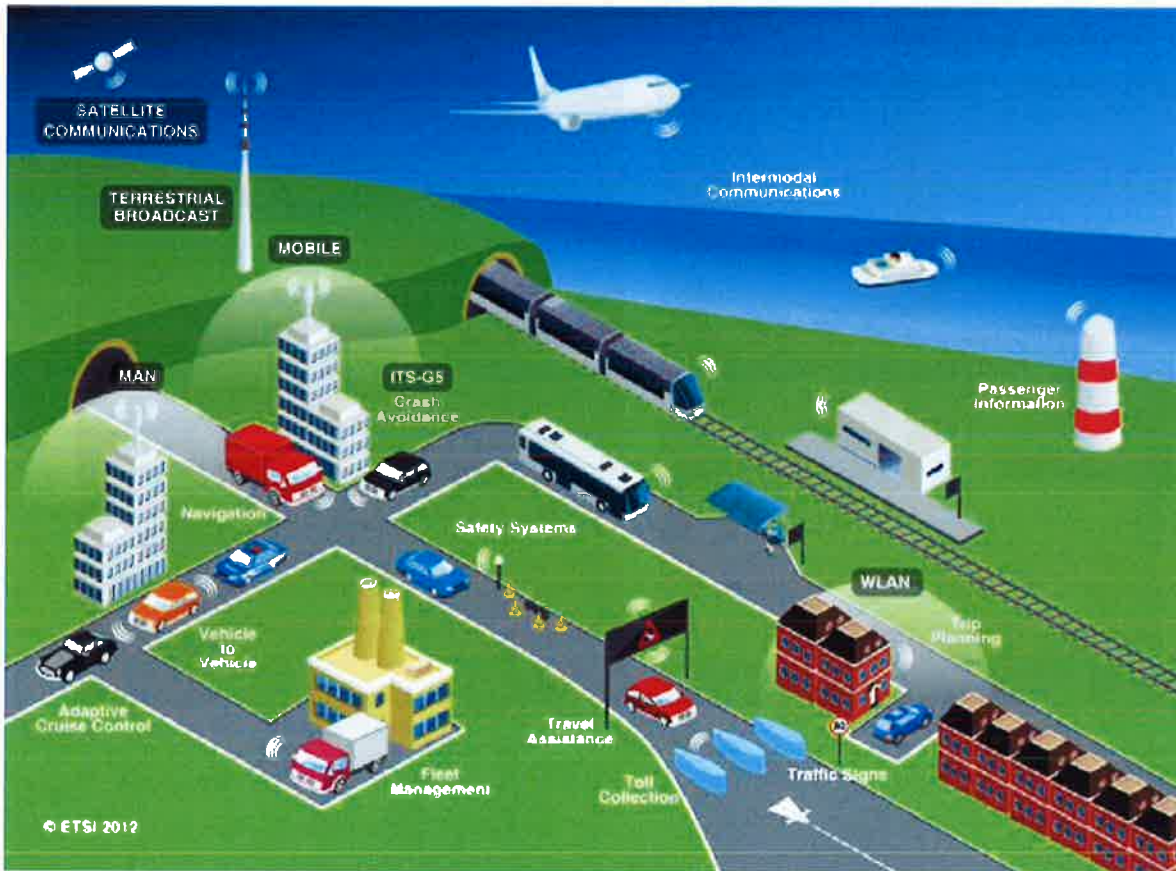 SATELLITE
COMMUNICATIONS
TERRESTRIAL
BROADCAST
MOBILE
Intermodal
Communications
MAN
ITS-G5
Crash
Avoidance
Passenger
Information
Navigation
Safety Systems
WLAN
Trip
Planning
Vehicle
to
Vehicle
Adaptive
Cruise Control
Travel
Assistance
Fleet
Management
Toll
Collection
Traffic Signs
© ETSI 2012